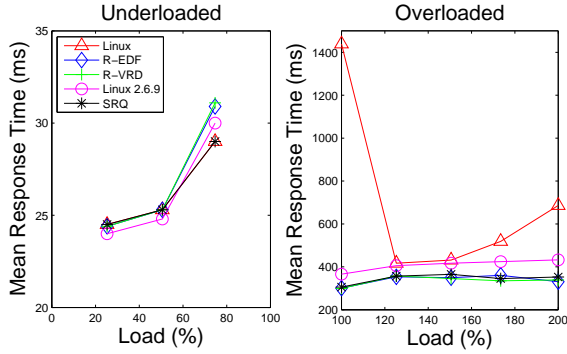 Underloaded
Overloaded
Mean Response Time (ms)
35
30
25
20
0
20
40
60
80
100
Load (%)
Linux
R-EDF
R-VRD
Linux 2.6.9
SRQ
Mean Response Time (ms)
1400
1200
1000
800
600
400
200
100
120
140
160
180
200
Load (%)